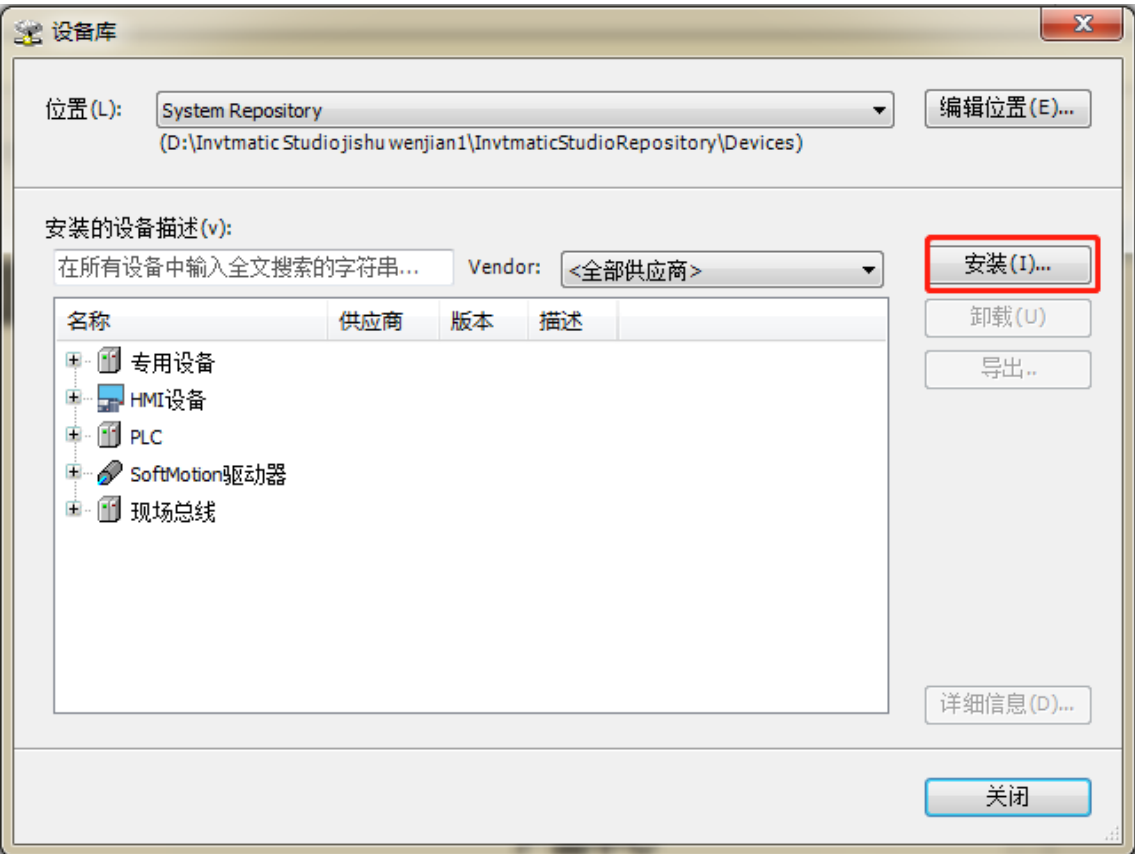 设备库
位置(L):
System Repository
编辑位置(E)...
(D:\Invtmatic Studio jishu wenjian1\InvtmaticStudioRepository\Devices)
安装的设备描述(v):
在所有设备中输入全文搜索的字符串...
Vendor:
<全部供应商>
安装(I)...
卸载(U)
导出..
名称 供应商 版本 描述
专用设备
HMI设备
PLC
SoftMotion驱动器
现场总线
详细信息(D)...
关闭